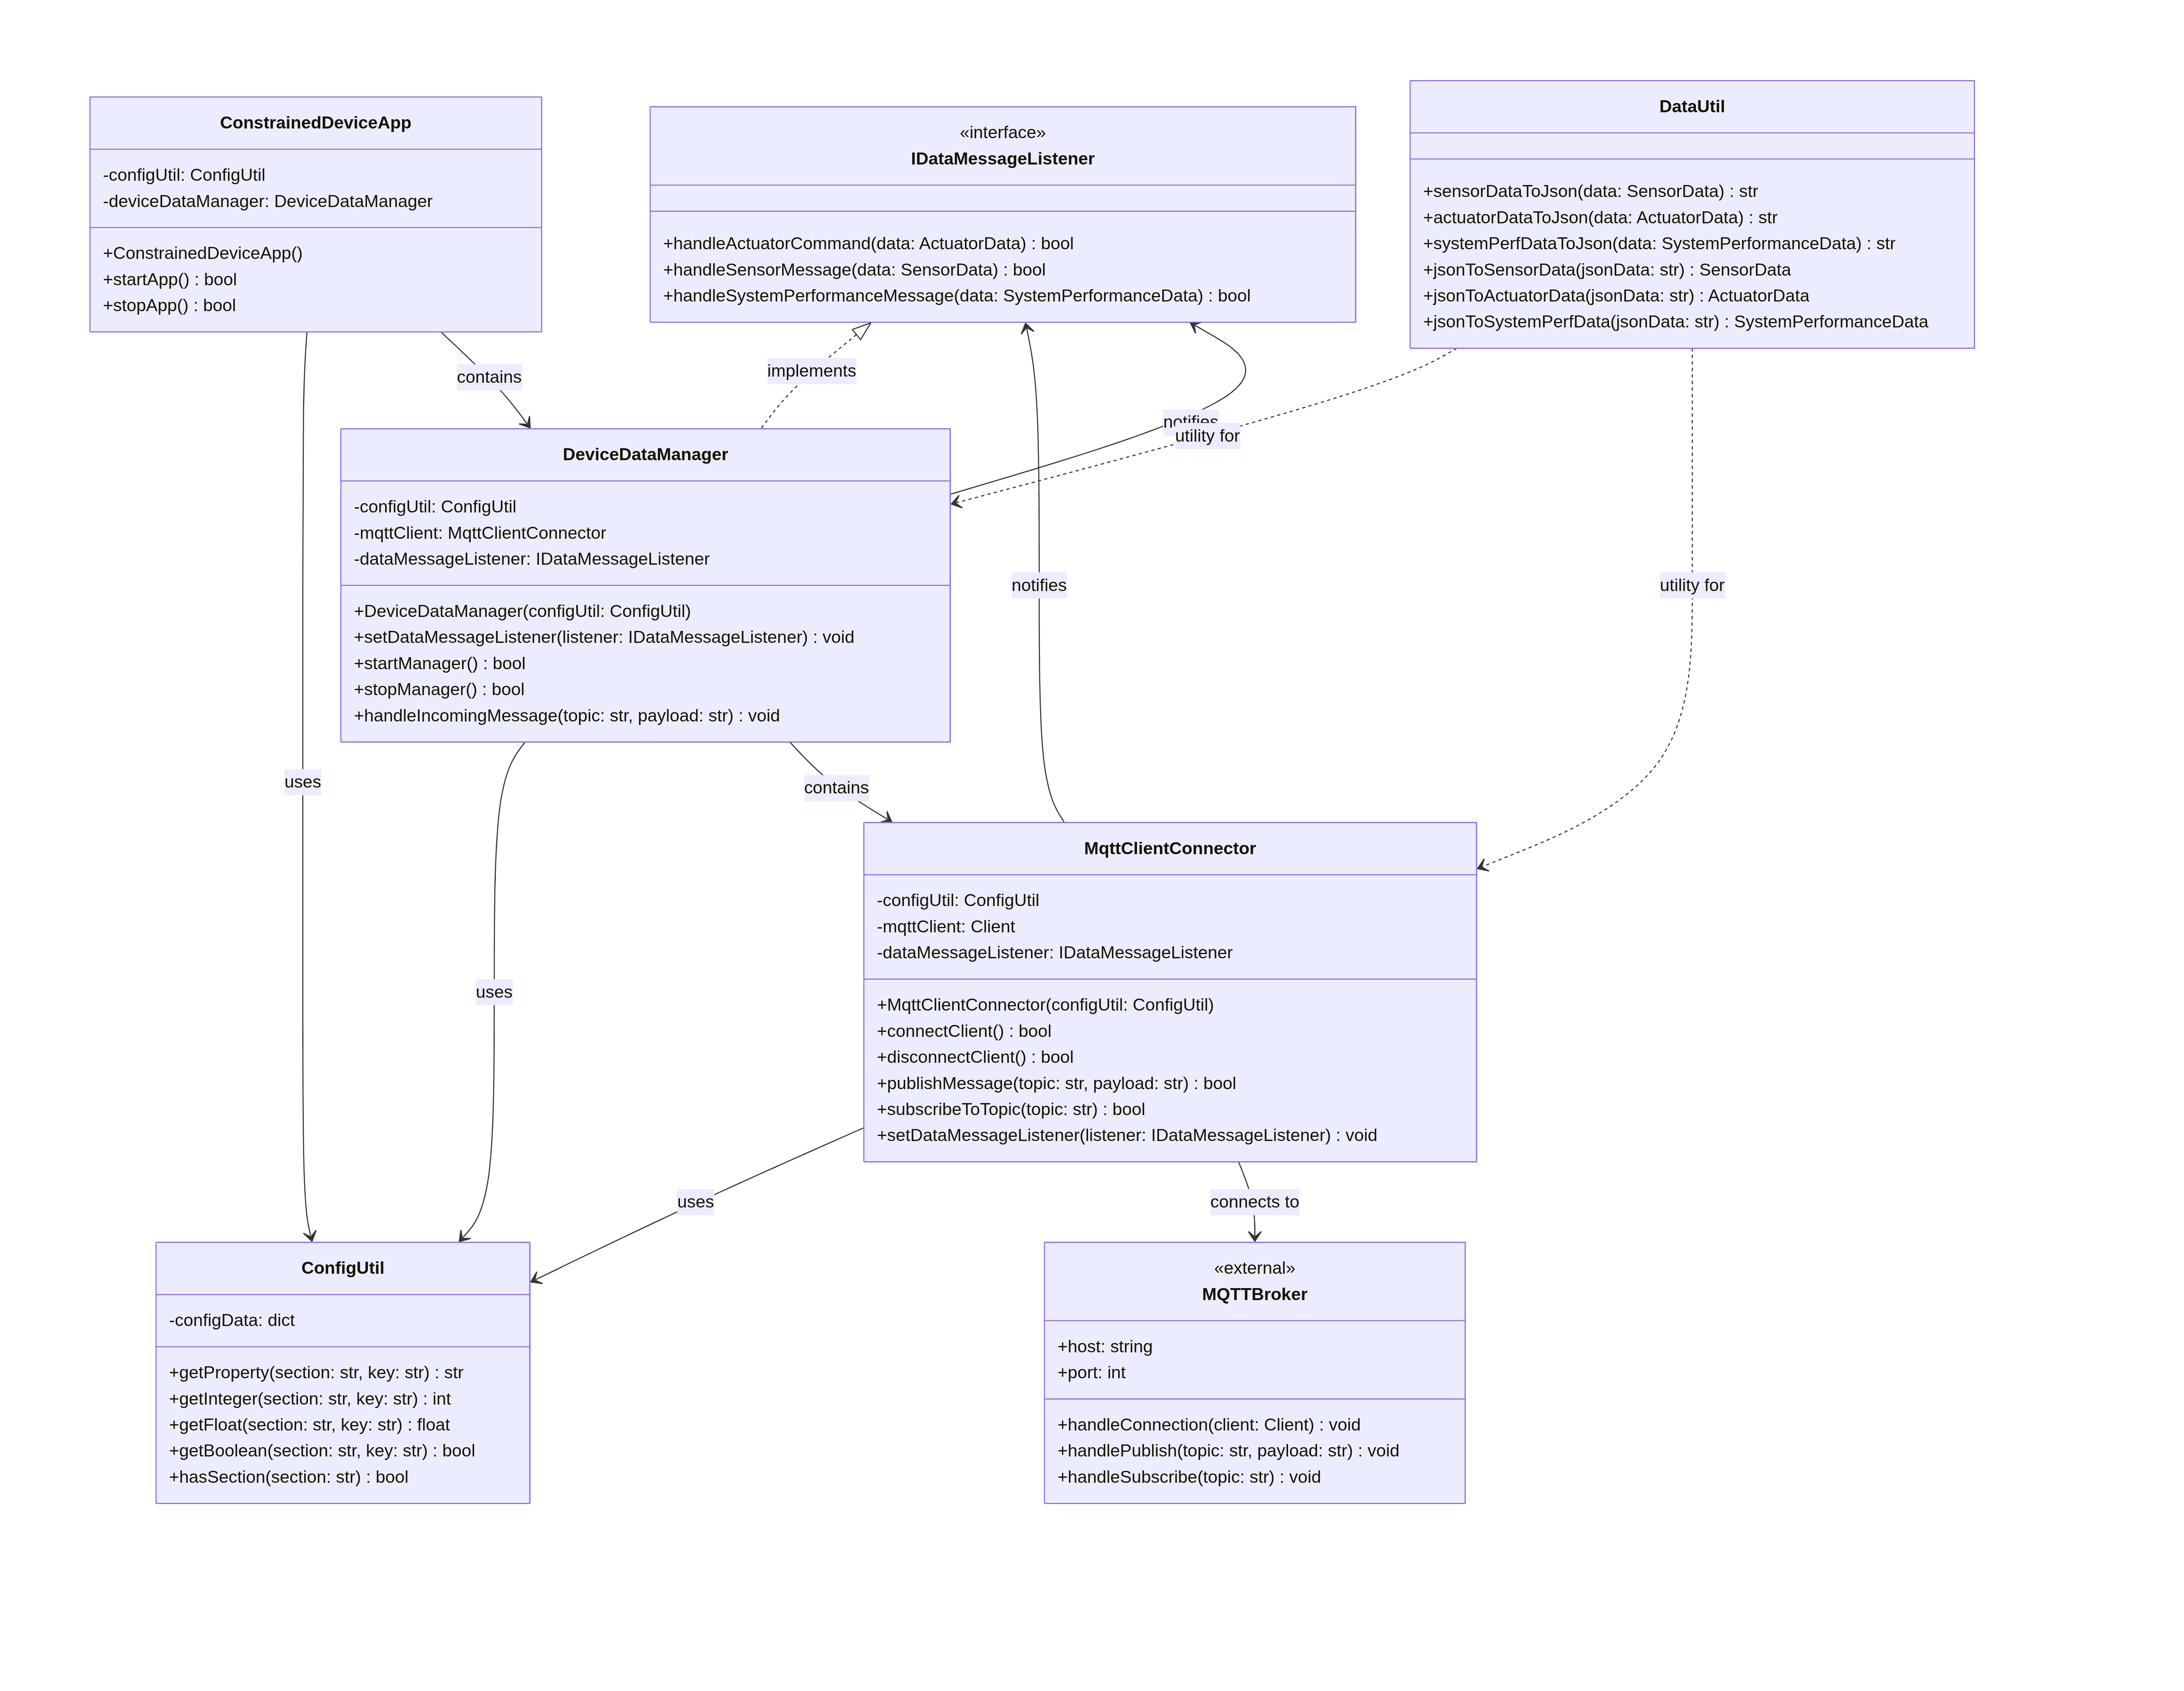 ConstrainedDeviceApp
-configUtil: ConfigUtil
-deviceDataManager: DeviceDataManager
+ConstrainedDeviceApp()
+startApp() : bool
+stopApp() : bool
«interface»
IDataMessageListener
+handleActuatorCommand(data: ActuatorData) : bool
+handleSensorMessage(data: SensorData) : bool
+handleSystemPerformanceMessage(data: SystemPerformanceData) : bool
DataUtil
+sensorDataToJson(data: SensorData) : str
+actuatorDataToJson(data: ActuatorData) : str
+systemPerfDataToJson(data: SystemPerformanceData) : str
+jsonToSensorData(jsonData: str) : SensorData
+jsonToActuatorData(jsonData: str) : ActuatorData
+jsonToSystemPerfData(jsonData: str) : SystemPerformanceData
contains
implements
notifies
utility for
DeviceDataManager
-configUtil: ConfigUtil
-mqttClient: MqttClientConnector
-dataMessageListener: IDataMessageListener
+DeviceDataManager(configUtil: ConfigUtil)
+setDataMessageListener(listener: IDataMessageListener) : void
+startManager() : bool
+stopManager() : bool
+handleIncomingMessage(topic: str, payload: str) : void
notifies
utility for
uses
contains
MqttClientConnector
-configUtil: ConfigUtil
-mqttClient: Client
-dataMessageListener: IDataMessageListener
+MqttClientConnector(configUtil: ConfigUtil)
+connectClient() : bool
+disconnectClient() : bool
+publishMessage(topic: str, payload: str) : bool
+subscribeToTopic(topic: str) : bool
+setDataMessageListener(listener: IDataMessageListener) : void
uses
uses
connects to
ConfigUtil
-configData: dict
+getProperty(section: str, key: str) : str
+getInteger(section: str, key: str) : int
+getFloat(section: str, key: str) : float
+getBoolean(section: str, key: str) : bool
+hasSection(section: str) : bool
«external»
MQTTBroker
+host: string
+port: int
+handleConnection(client: Client) : void
+handlePublish(topic: str, payload: str) : void
+handleSubscribe(topic: str) : void